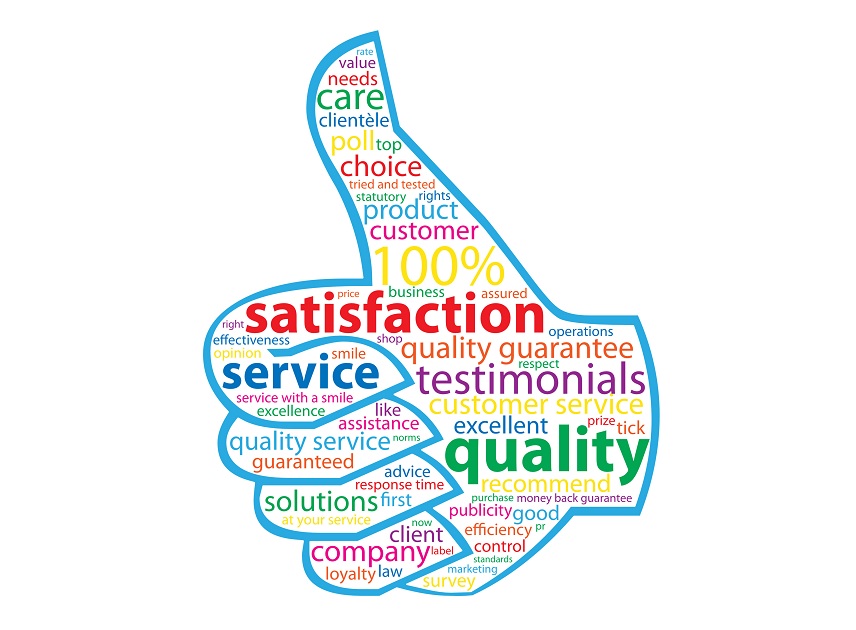 rate
value
needs
care
clientèle
poll top
choice
tried and tested
statutory rights
product
customer
100%
price business assured
satisfaction
right
operations
effectiveness
shop
quality guarantee
opinion smile
respect
service
testimonials
service with a smile
customer service
excellence
like
assistance
excellent
prize tick
quality service norms
quality
guaranteed
advice
response time
recommend
solutions first
purchase money back guarantee
publicity good
at your service
now
client
efficiency pr
company label
control
standards
loyalty law
marketing
survey